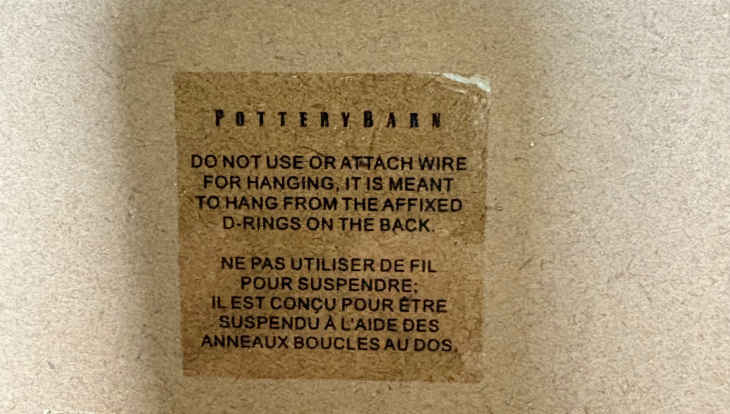 POTTERYBARN
DO NOT USE OR ATTACH WIRE
FOR HANGING, IT IS MEANT
TO HANG FROM THE AFFIXED
D-RINGS ON THE BACK.
NE PAS UTILISER DE FIL
POUR SUSPENDRE;
IL EST CONÇU POUR ÊTRE
SUSPENDU À L'AIDE DES
ANNEAUX BOUCLES AU DOS.